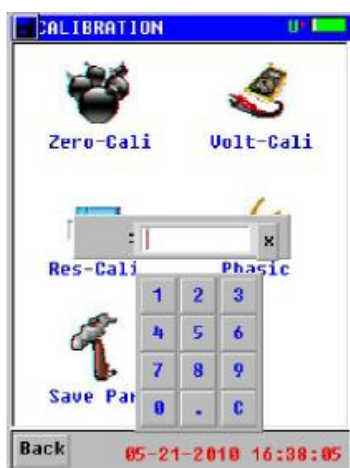 CALIBRATION U+
Zero-Cali Volt-Cali
: x
Res-Cali Phasic
1 2 3
4 5 6
7 8 9
Save Par
0 . C
Back 05-21-2010 16:38:05